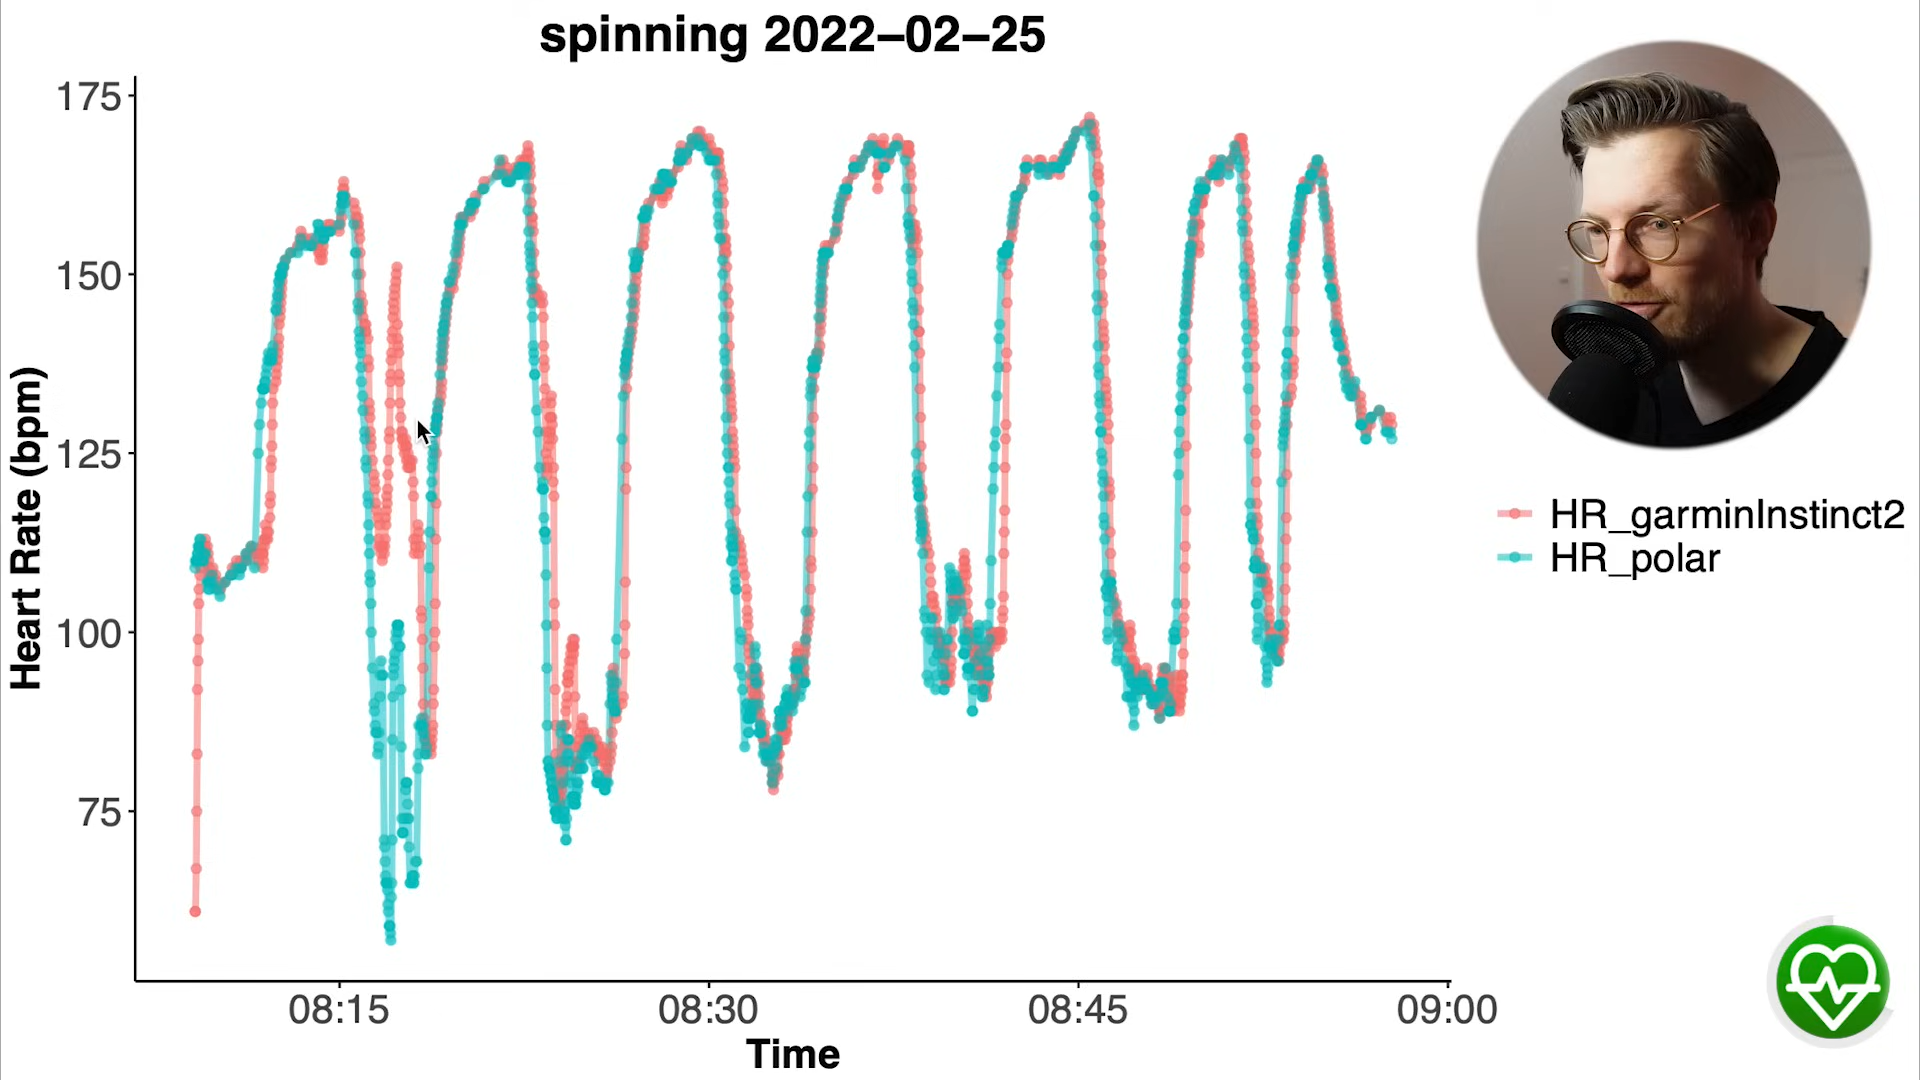 spinning 2022–02–25
175
150
125
100
75
Heart Rate (bpm)
08:15
08:30
08:45
09:00
Time
HR_garminInstinct2
HR_polar